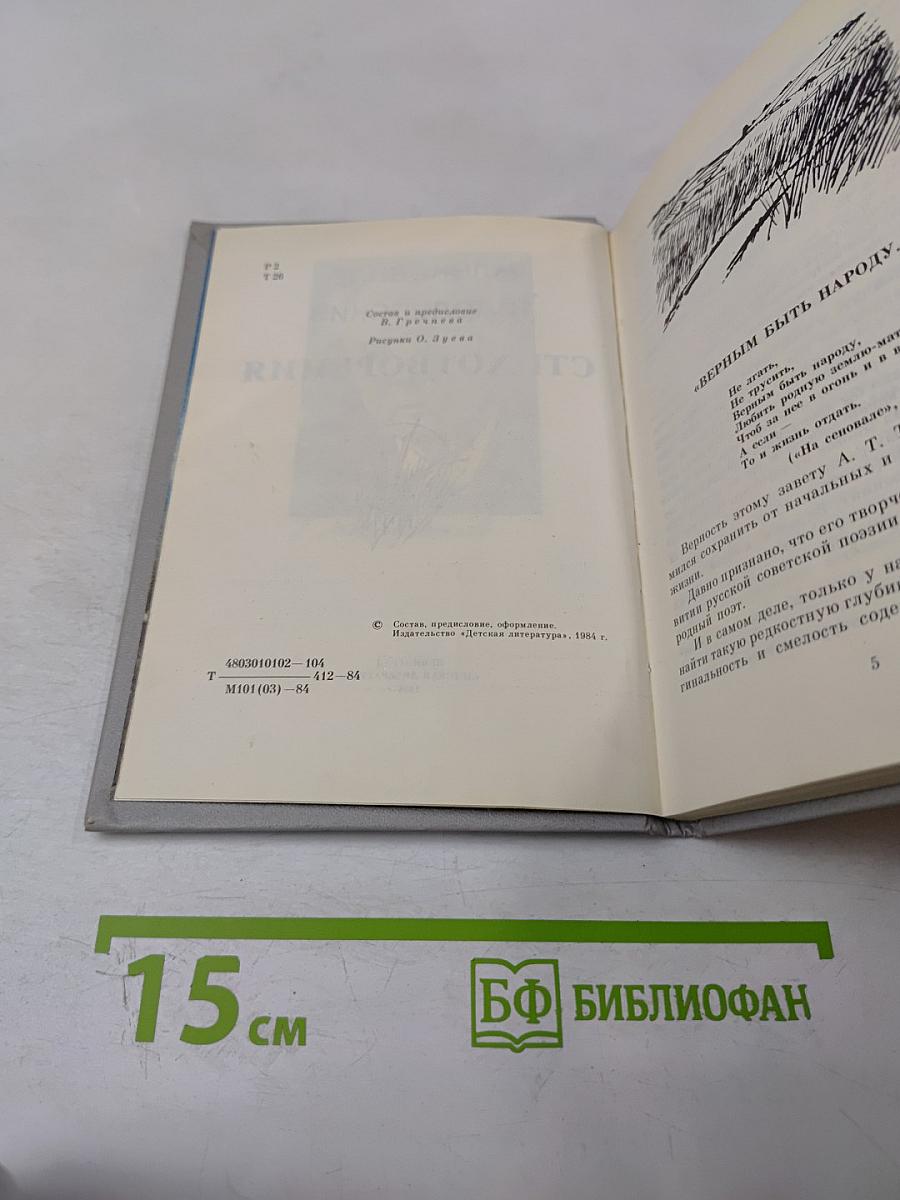 Р 2
Т 26
Состав и предисловие
В. Гречнева
Рисунки О. Зуева
СТИХОТВОРЕНИЯ
© Состав, предисловие, оформление.
Издательство «Детская литература», 1984 г.
4803010102—104
Т 412—84
М101(03)—84
«ВЕРНЫМ БЫТЬ НАРОДУ.
Не лгать,
Не трусить,
Верным быть народу,
Любить родную землю-мат
Чтоб за нее в огонь и в в
А если —
То и жизнь отдать.
(«На сеновале»,
Верность этому завету А. Т. Т
мился сохранить от начальных и
жизни.
Давно признано, что его творче
витии русской советской поэзии
родный поэт.
И в самом деле, только у на
найти такую редкостную глуби
гинальность и смелость соде
5
15 см
БФ БИБЛИОФАН